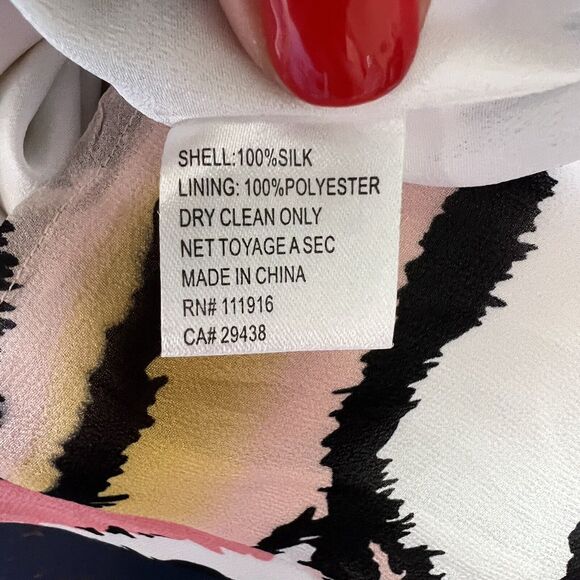 SHELL:100%SILK
LINING: 100%POLYESTER
DRY CLEAN ONLY
NET TOYAGE A SEC
MADE IN CHINA
RN# 111916
CA# 29438